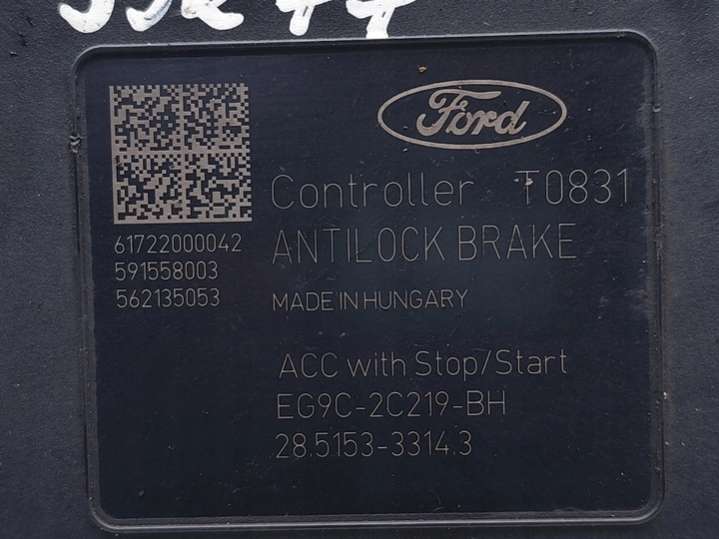 Ford
Controller T0831
ANTILOCK BRAKE
MADE IN HUNGARY
61722000042
591558003
562135053
ACC with Stop/Start
EG9C-2C219-BH
28.5153-3314.3